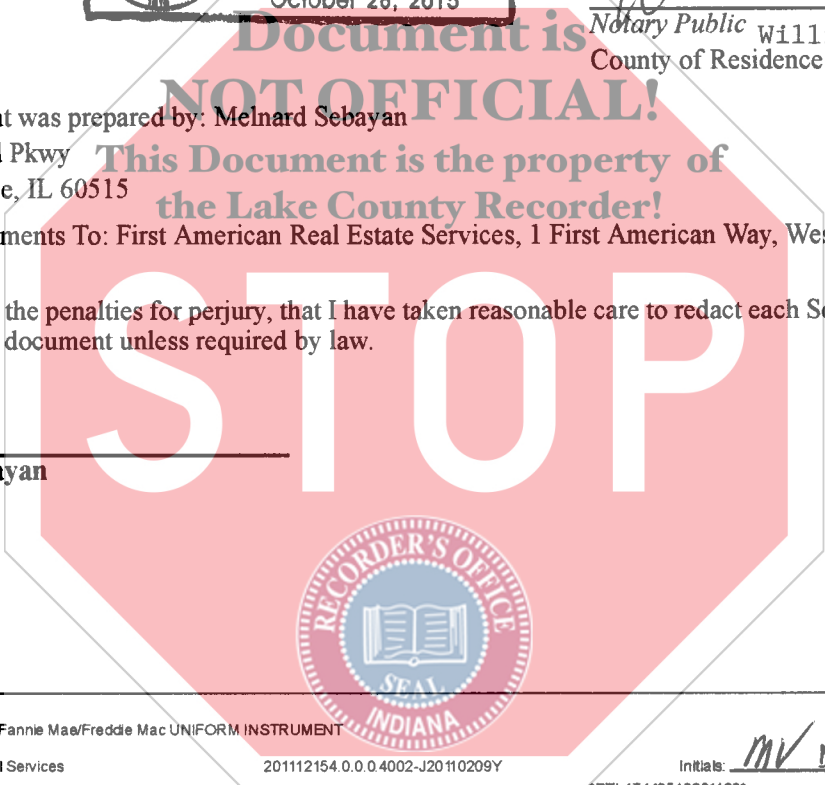 October 26, 2015
Document is
Notary Public Will
County of Residence
NOT OFFICIAL!
t was prepared by: Melnard Sebayan
Pkwy
This Document is the property of
e, IL 60515
the Lake County Recorder!
ments To: First American Real Estate Services, 1 First American Way, Wes
the penalties for perjury, that I have taken reasonable care to redact each So
document unless required by law.
STOP
ayan
RECORDER'S OFFICE
SEAL
INDIANA
Fannie Mae/Freddie Mac UNIFORM INSTRUMENT
l Services
201112154.0.0.0.4002-J20110209Y
Initials: MV